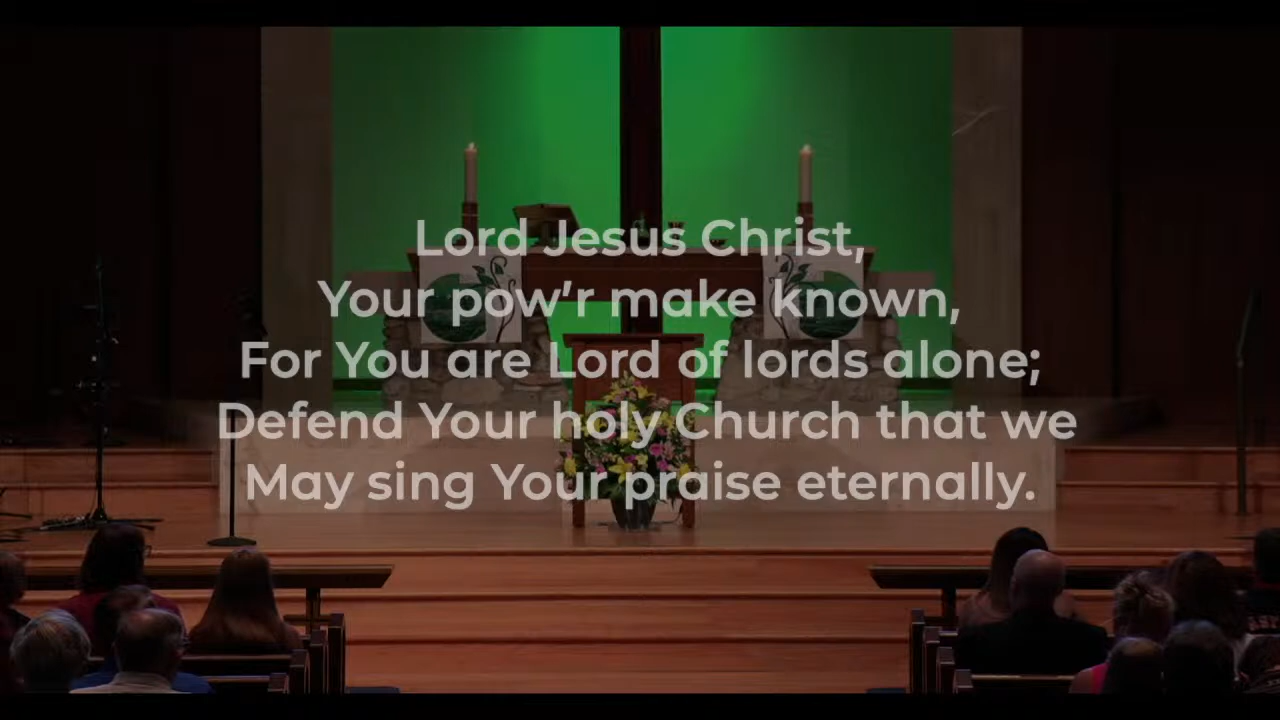 Lord Jesus Christ,
Your pow’r make known,
For You are Lord of lords alone;
Defend Your holy Church that we
May sing Your praise eternally.